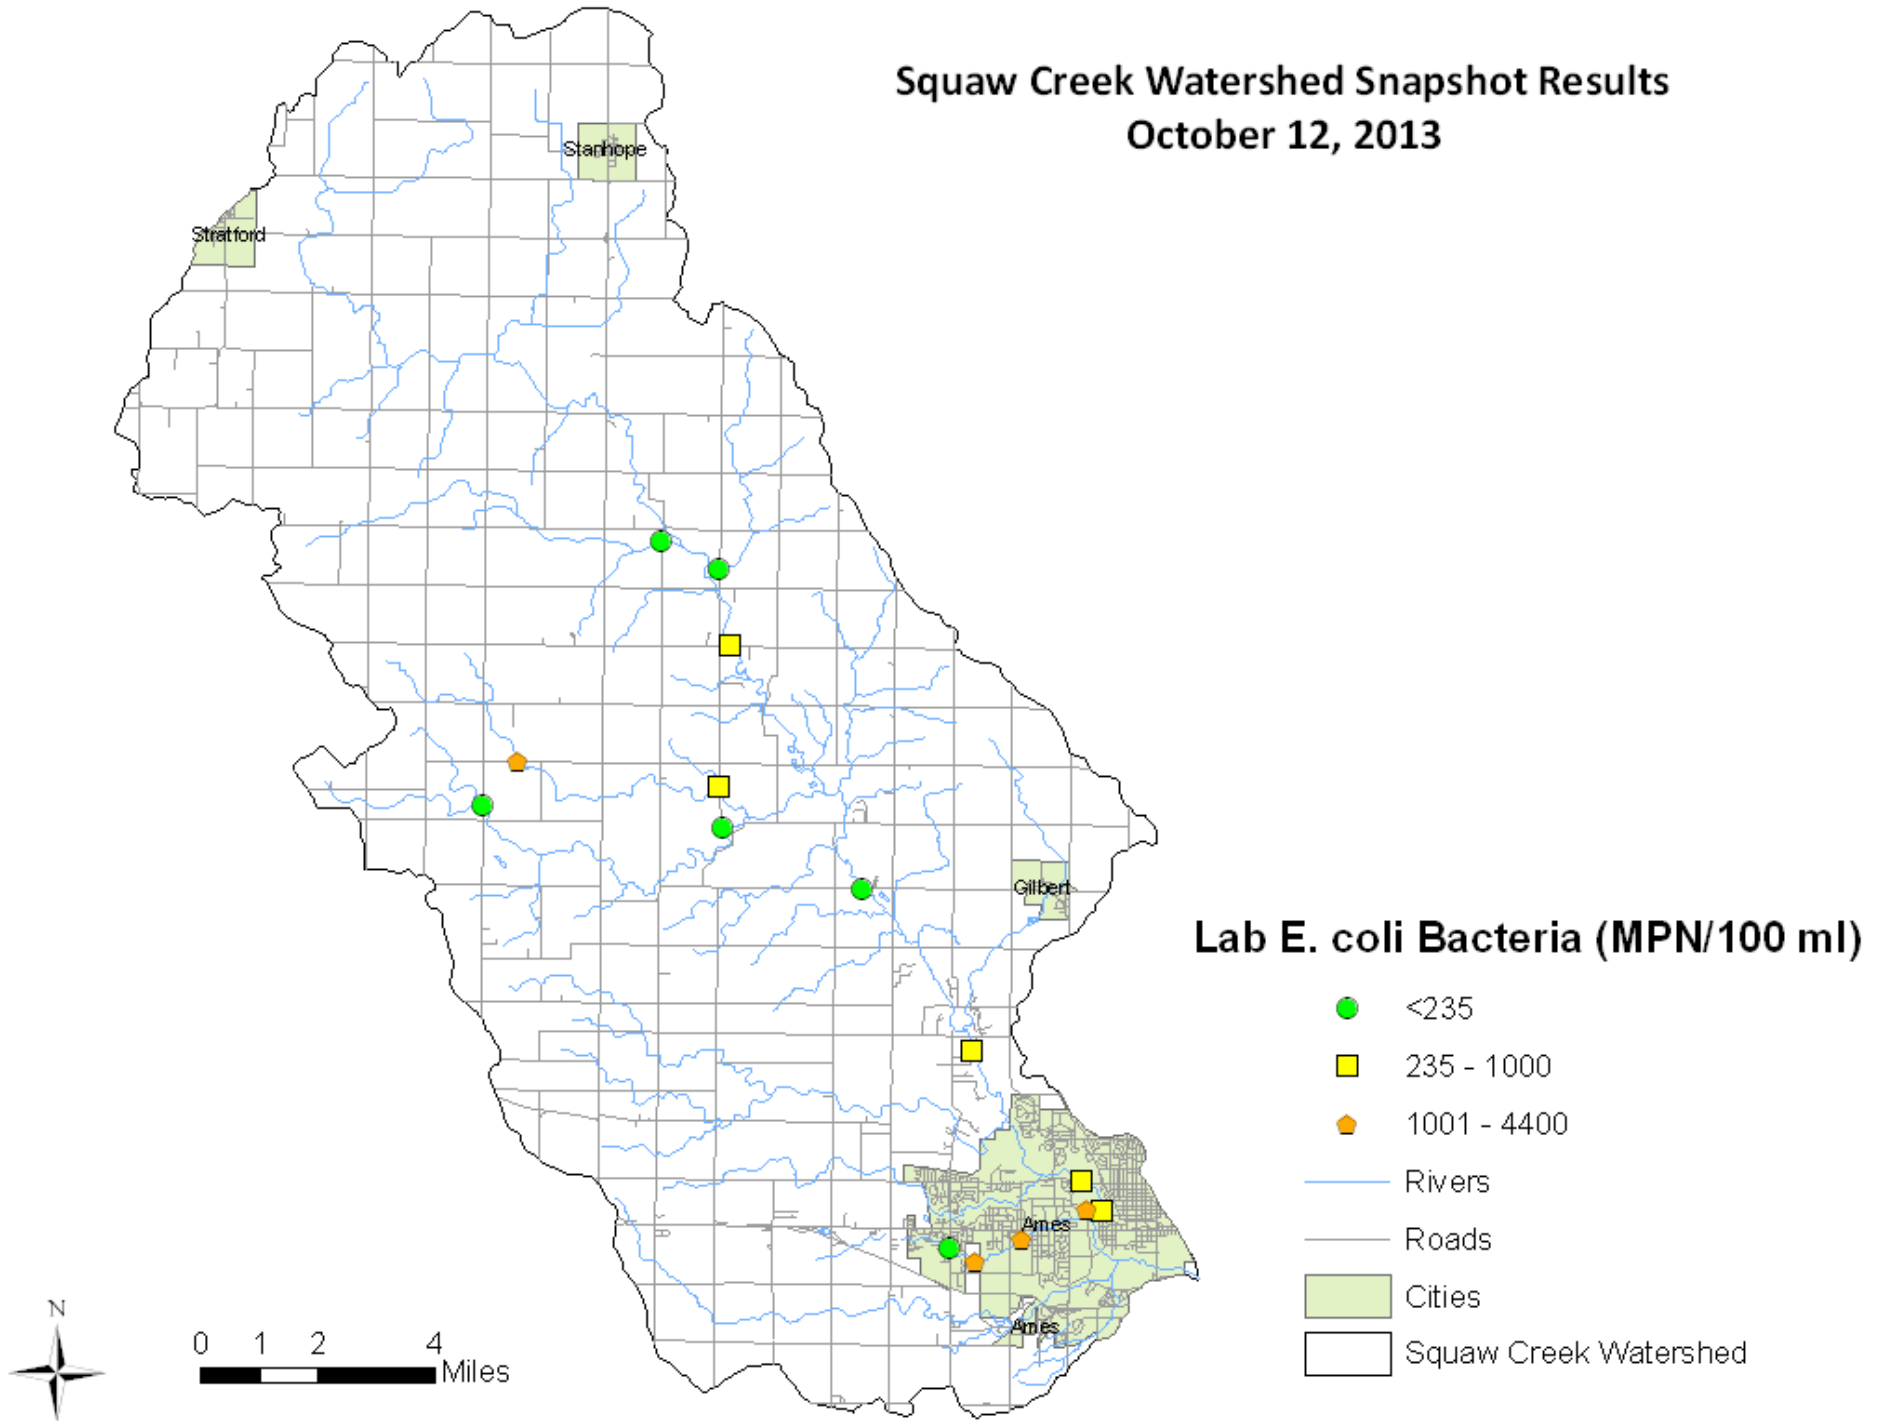 Squaw Creek Watershed Snapshot Results
October 12, 2013
Stanhope
Stratford
Gilbert
Ames
Ames
Lab E. coli Bacteria (MPN/100 ml)
<235
235 - 1000
1001 - 4400
Rivers
Roads
Cities
Squaw Creek Watershed
N
0 1 2 4
Miles